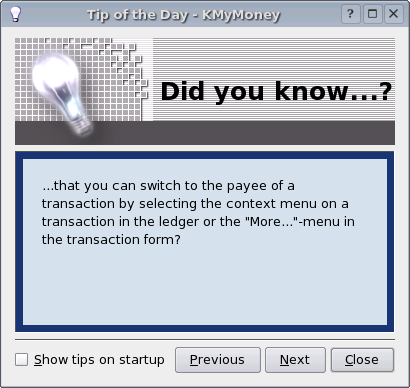 Tip of the Day - KMyMoney
Did you know...?
...that you can switch to the payee of a
transaction by selecting the context menu on a
transaction in the ledger or the "More..."-menu in
the transaction form?
Show tips on startup
Previous
Next
Close